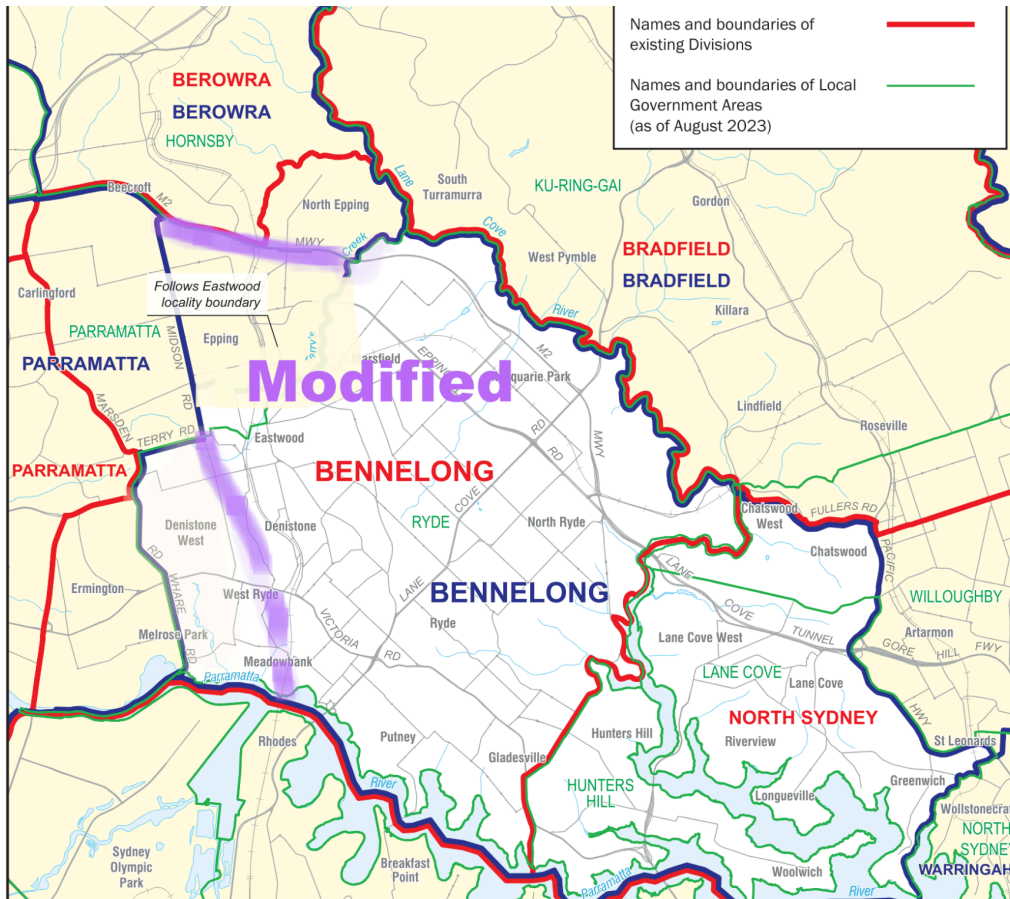 Names and boundaries of
existing Divisions
Names and boundaries of Local
Government Areas
(as of August 2023)
BEROWRA
BEROWRA
HORNSBY
Beecroft
M2
North Epping
MWY
Creek
Lane
South
Turramurra
KU-RING-GAI
Gordon
Cove
West Pymble
BRADFIELD
BRADFIELD
Killara
River
Follows Eastwood
locality boundary
Carlingford
PARRAMATTA
PARRAMATTA
Epping
MIDSON
RD
MARSDEN
TERRY RD
PARRAMATTA
Modified
EPPING
RD
M2
MWY
Lindfield
Roseville
Eastwood
BENNELONG
RYDE
COVE
RD
LANE
North Ryde
Chatswood
West
FULLERS RD
Chatswood
PACIFIC
HWY
Denistone
West
Denistone
RD
WHARF
RD
Ermington
West Ryde
Melrose Park
Meadowbank
VICTORIA
RD
Ryde
BENNELONG
LANE
COVE
TUNNEL
WILLOUGHBY
Artarmon
GORE HILL FWY
Lane Cove West
LANE COVE
Lane Cove
NORTH SYDNEY
Riverview
St Leonards
Parramatta
Rhodes
Putney
Gladesville
Hunters Hill
HUNTERS
HILL
Greenwich
Longueville
River
Sydney
Olympic
Park
Breakfast
Point
Parramatta
Woolwich
River
NORTH
WARRINGAH